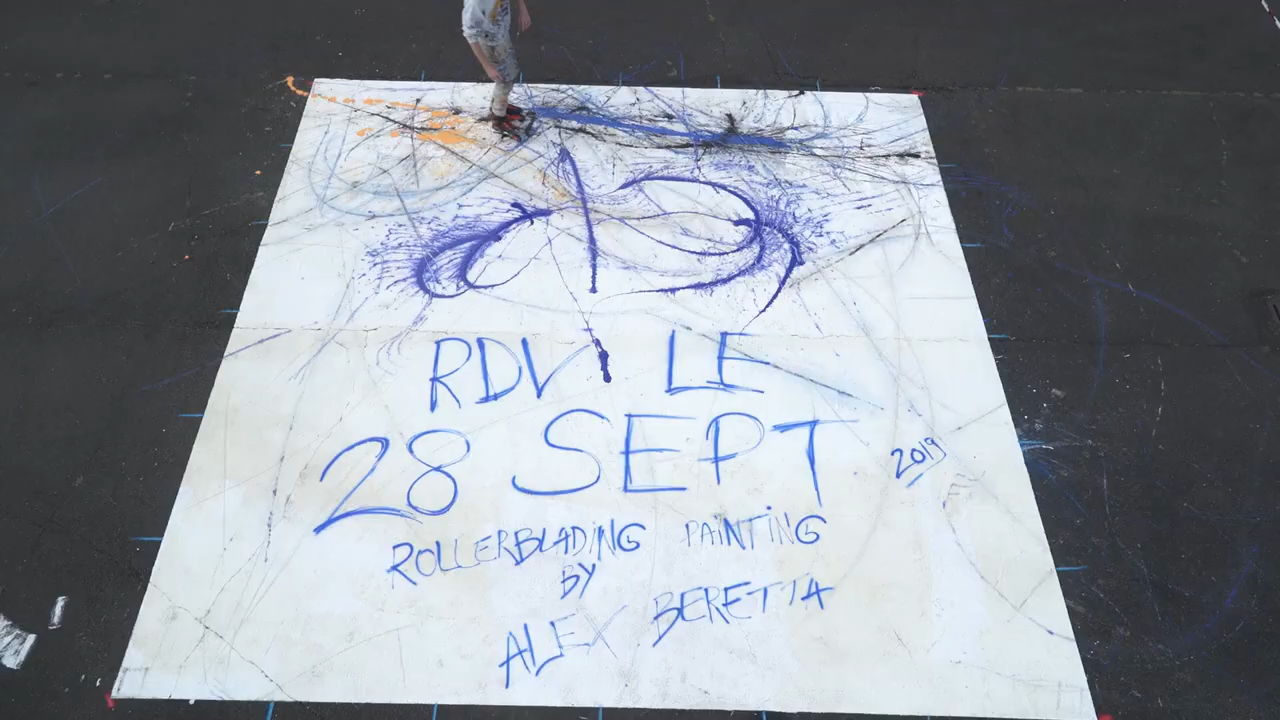 RDV LE
28 SEPT 2019
ROLLERBLADING PAINTING
BY
ALEX BERETTA